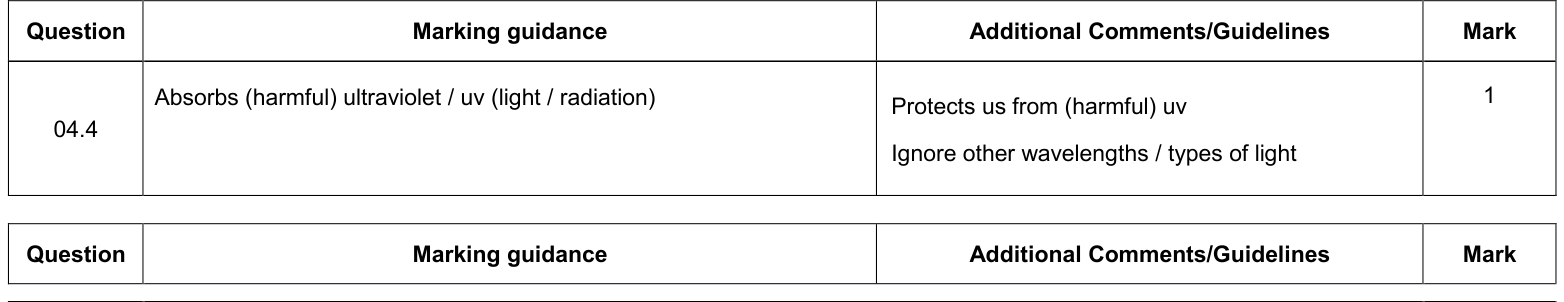 Question Marking guidance Additional Comments/Guidelines Mark
04.4 Absorbs (harmful) ultraviolet / uv (light / radiation) Protects us from (harmful) uv 1
Ignore other wavelengths / types of light
Question Marking guidance Additional Comments/Guidelines Mark